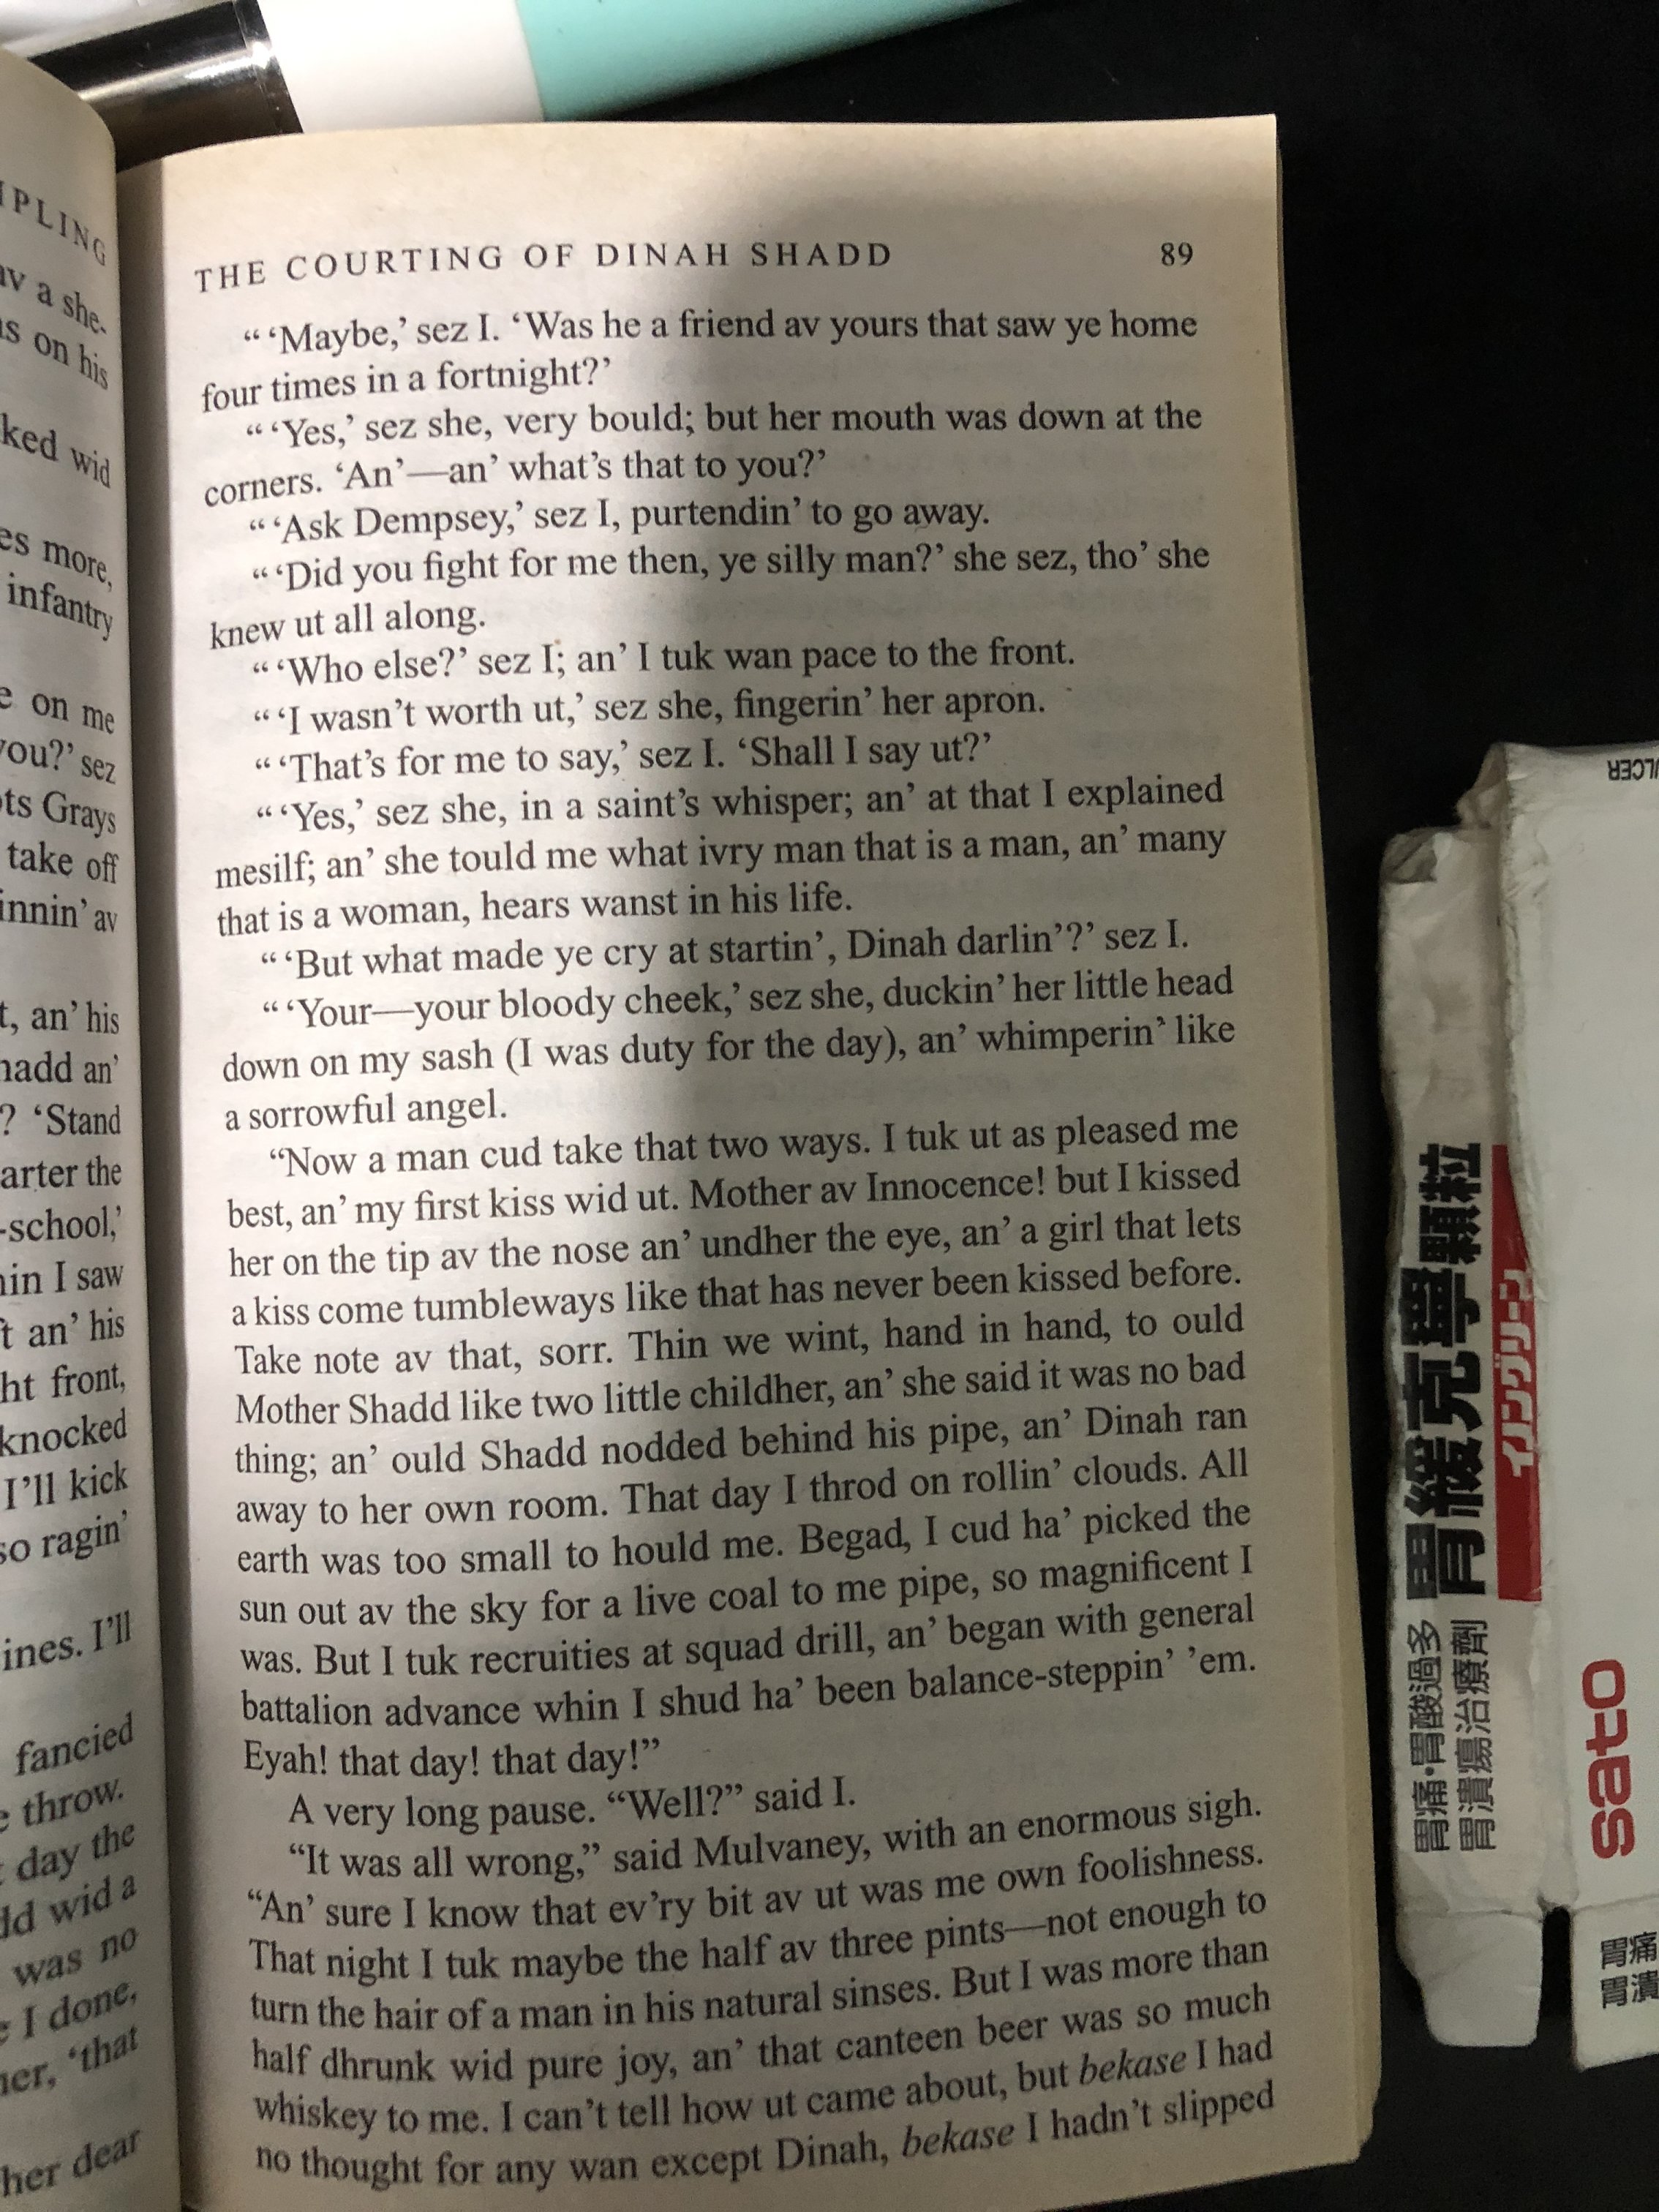 IPLING
av a she-
on his
ked wid
es more,
infantry
e on me
you?' sez
ts Grays
take off
innin' av
t, an' his
hadd an'
? 'Stand
arter the
-school,'
hin I saw
't an' his
ht front,
knocked
I'll kick
so ragin'
ines. I'll
fancied
throw.
day the
wid a
was no
I done,
her, 'that
her dear
THE COURTING OF DINAH SHADD 89
“ ‘Maybe,’ sez I. ‘Was he a friend av yours that saw ye home
four times in a fortnight?’
“ ‘Yes,’ sez she, very bould; but her mouth was down at the
corners. ‘An’—an’ what’s that to you?’
“ ‘Ask Dempsey,’ sez I, purtendin’ to go away.
“ ‘Did you fight for me then, ye silly man?’ she sez, tho’ she
knew ut all along.
“ ‘Who else?’ sez I; an’ I tuk wan pace to the front.
“ ‘I wasn’t worth ut,’ sez she, fingerin’ her apron.
“ ‘That’s for me to say,’ sez I. ‘Shall I say ut?’
“ ‘Yes,’ sez she, in a saint’s whisper; an’ at that I explained
mesilf; an’ she tould me what ivry man that is a man, an’ many
that is a woman, hears wanst in his life.
“ ‘But what made ye cry at startin’, Dinah darlin’?’ sez I.
“ ‘Your—your bloody cheek,’ sez she, duckin’ her little head
down on my sash (I was duty for the day), an’ whimperin’ like
a sorrowful angel.
“Now a man cud take that two ways. I tuk ut as pleased me
best, an’ my first kiss wid ut. Mother av Innocence! but I kissed
her on the tip av the nose an’ undher the eye, an’ a girl that lets
a kiss come tumbleways like that has never been kissed before.
Take note av that, sorr. Thin we wint, hand in hand, to ould
Mother Shadd like two little childher, an’ she said it was no bad
thing; an’ ould Shadd nodded behind his pipe, an’ Dinah ran
away to her own room. That day I throd on rollin’ clouds. All
earth was too small to hould me. Begad, I cud ha’ picked the
sun out av the sky for a live coal to me pipe, so magnificent I
was. But I tuk recruities at squad drill, an’ began with general
battalion advance whin I shud ha’ been balance-steppin’ ’em.
Eyah! that day! that day!”
A very long pause. “Well?” said I.
“It was all wrong,” said Mulvaney, with an enormous sigh.
“An’ sure I know that ev’ry bit av ut was me own foolishness.
That night I tuk maybe the half av three pints—not enough to
turn the hair of a man in his natural sinses. But I was more than
half dhrunk wid pure joy, an’ that canteen beer was so much
whiskey to me. I can’t tell how ut came about, but bekase I had
no thought for any wan except Dinah, bekase I hadn’t slipped
ULCER
胃緩克單顆粒
イノグリーン
胃痛・胃酸過多
胃潰瘍治療劑
sato
胃痛
胃潰